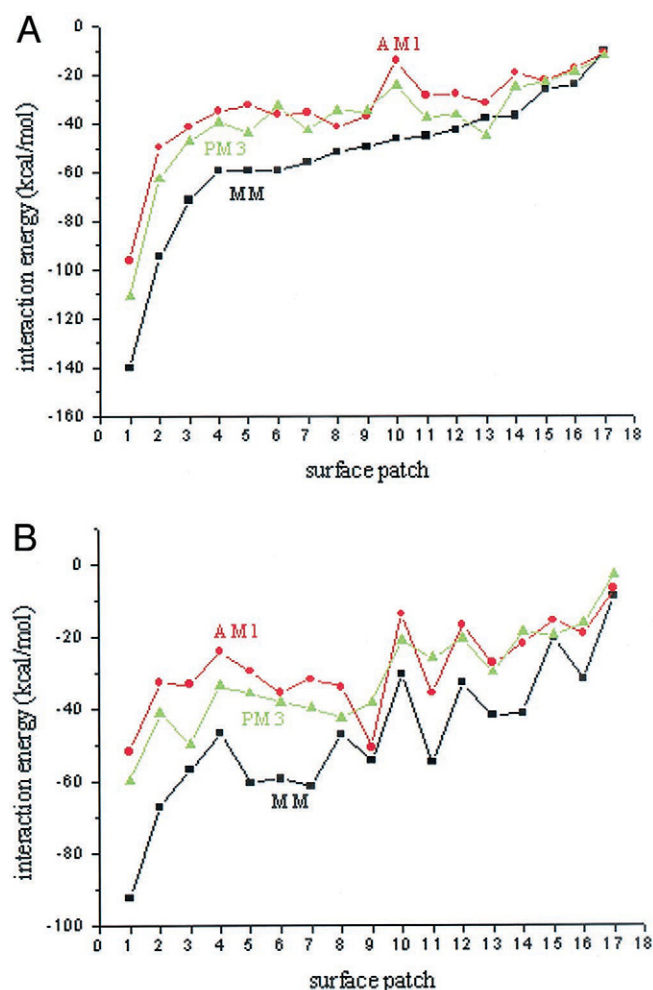 A
AM1
PM3
MM
interaction energy (kcal/mol)
-0
-20
-40
-60
-80
-100
-120
-140
-160
0 1 2 3 4 5 6 7 8 9 10 11 12 13 14 15 16 17 18
surface patch
B
AM1
PM3
MM
interaction energy (kcal/mol)
0
-20
-40
-60
-80
-100
0 1 2 3 4 5 6 7 8 9 10 11 12 13 14 15 16 17 18
surface patch